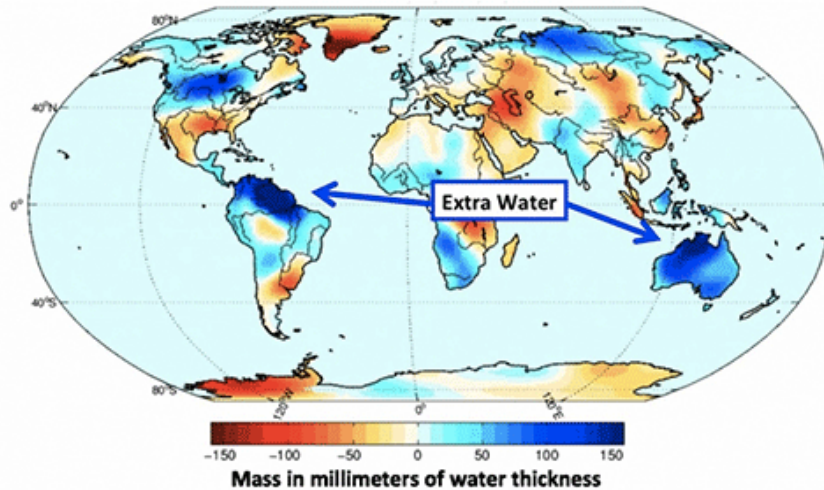 80°N
40°N
Extra Water
0°
40°S
80°S
120°W
0°
120°E
−150 −100 −50 0 50 100 150
Mass in millimeters of water thickness